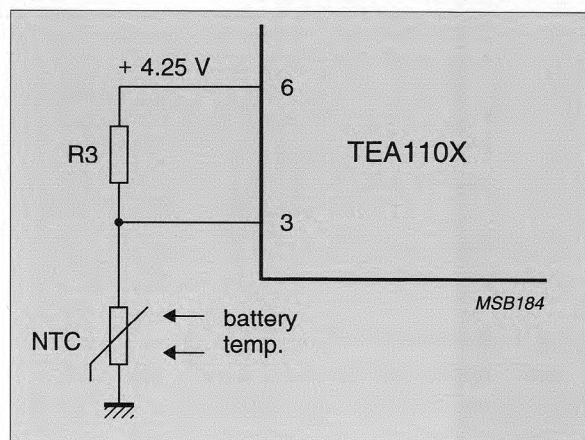 + 4.25 V
6
R3
TEA110X
3
MSB184
NTC
battery
temp.